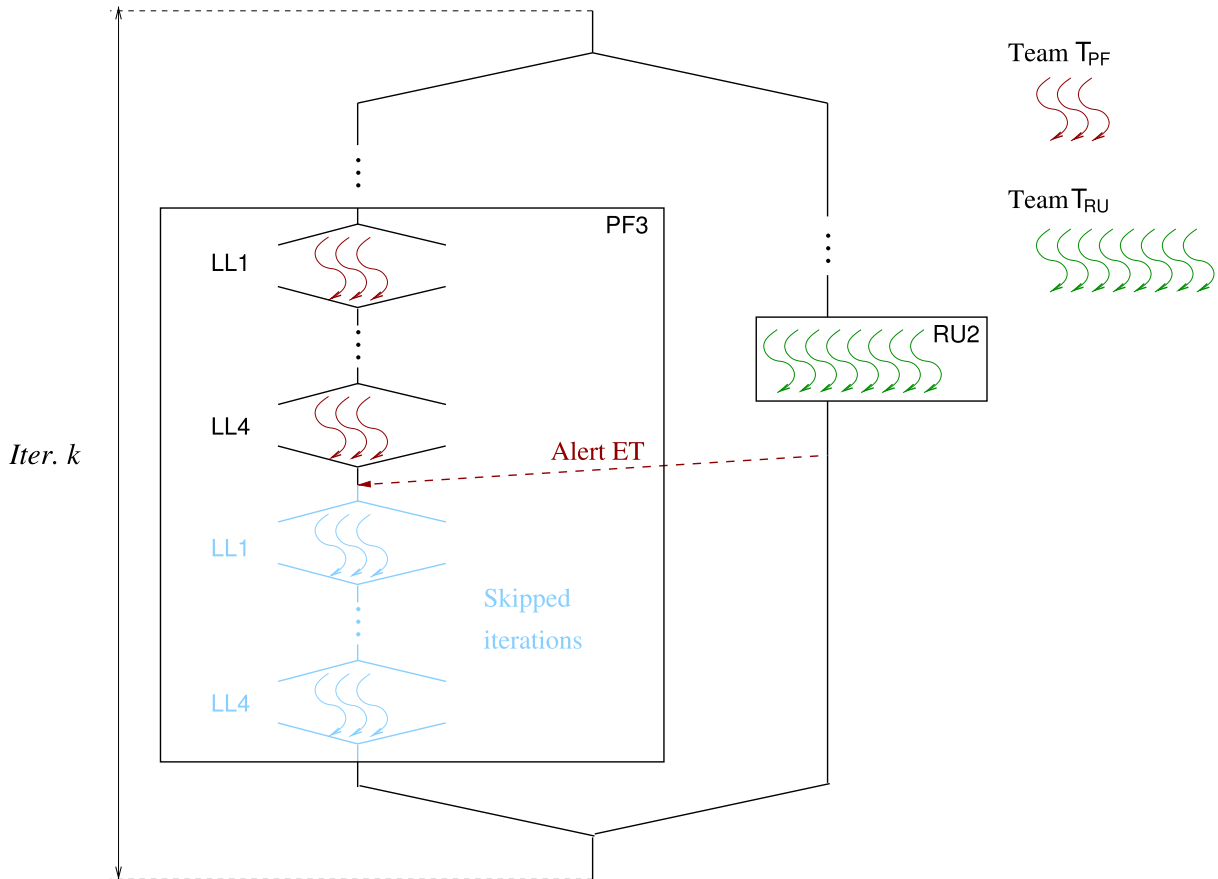 Team T_PF
Team T_RU
PF3
LL1
RU2
LL4
Alert ET
Iter. k
LL1
Skipped
iterations
LL4